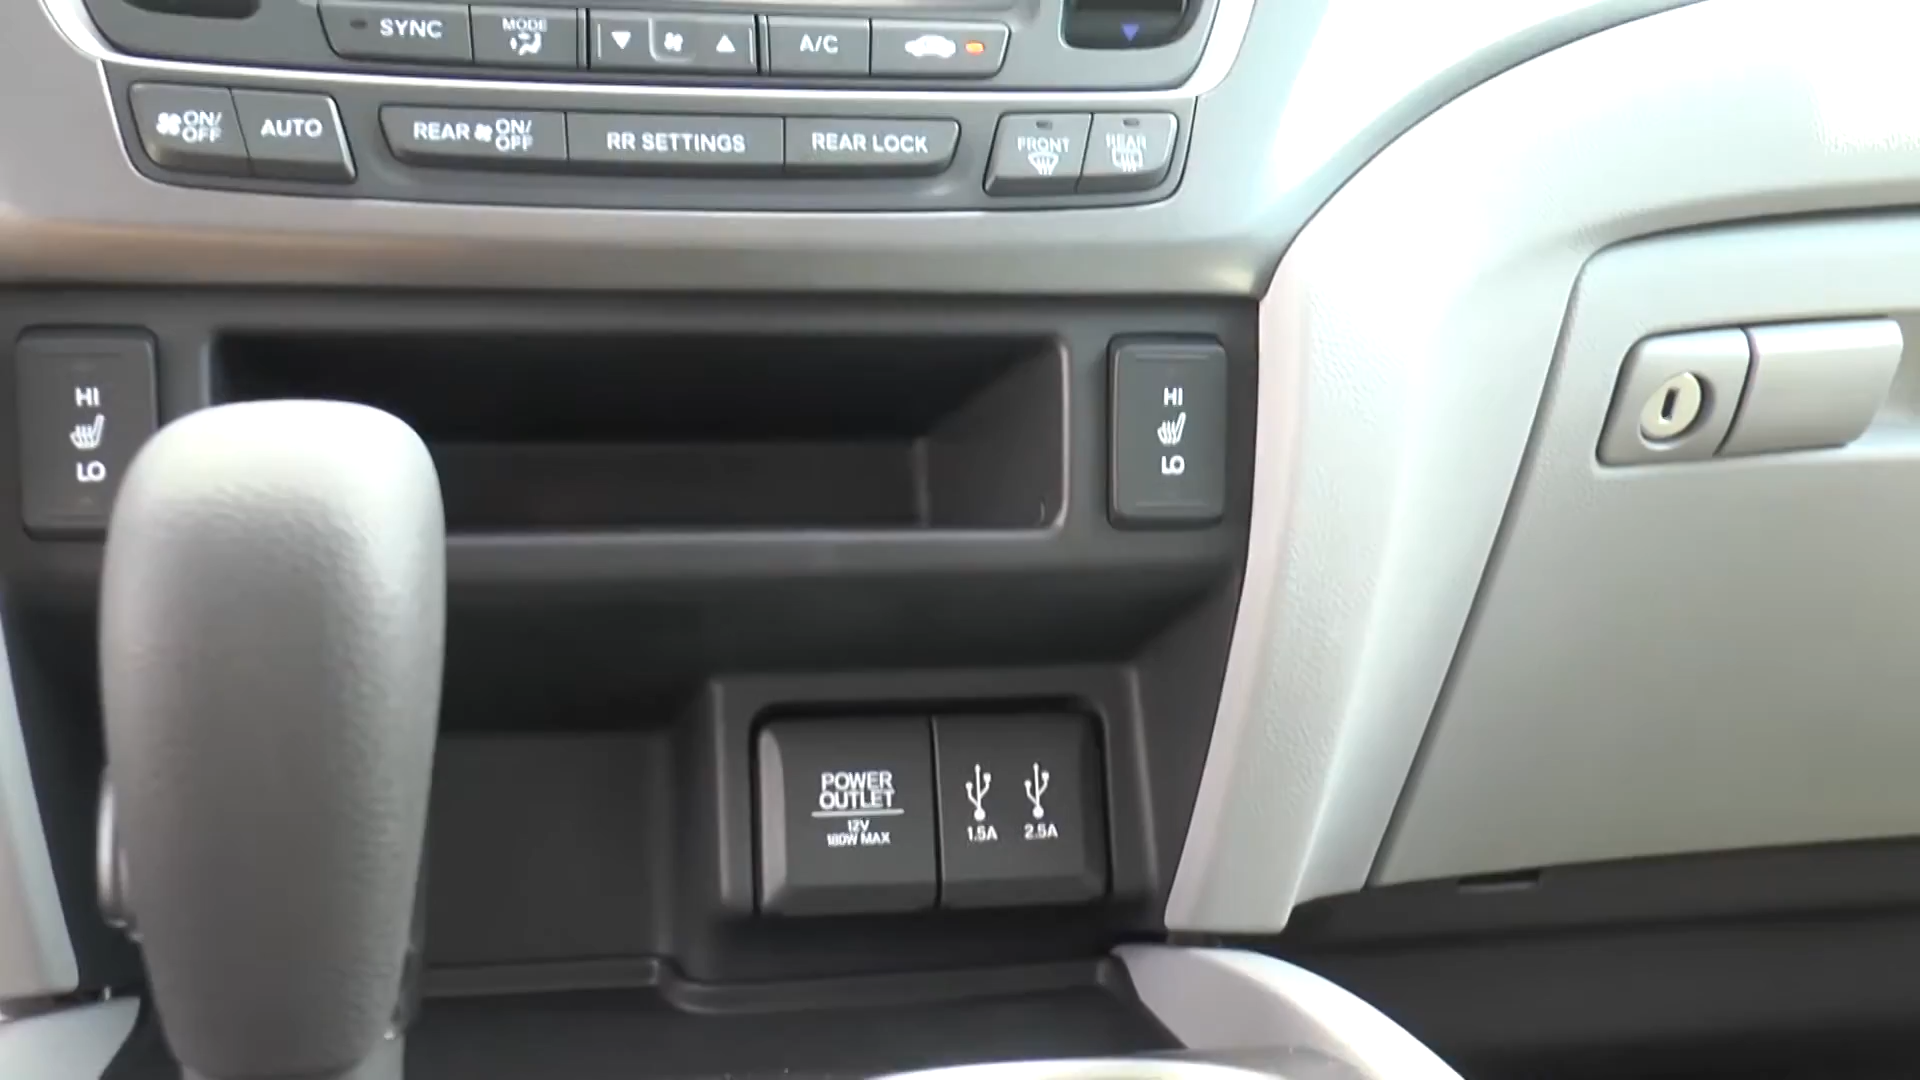 SYNC
MODE
A/C
ON/
OFF
AUTO
REAR ON/
OFF
RR SETTINGS
REAR LOCK
FRONT
REAR
HI
LO
HI
LO
POWER
OUTLET
12V
180W MAX
1.5A
2.5A